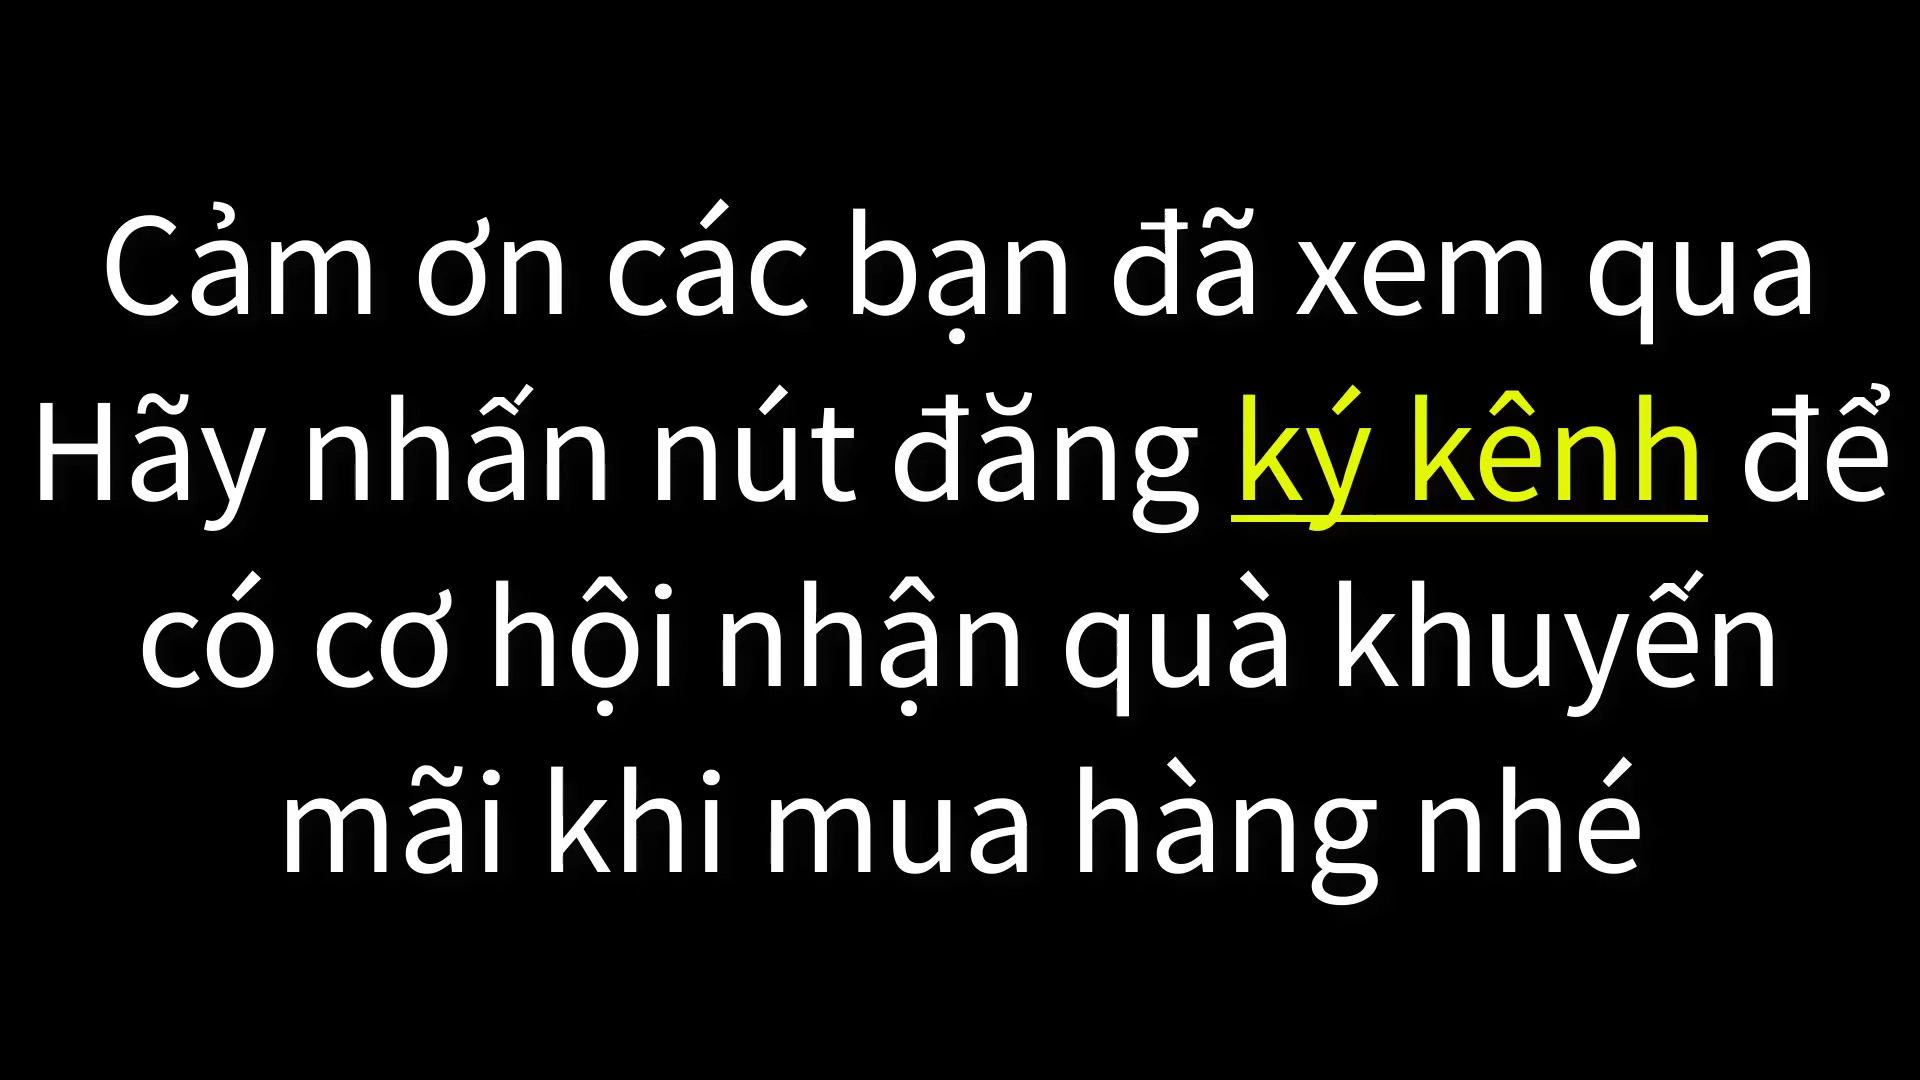 Cảm ơn các bạn đã xem qua
Hãy nhấn nút đăng ký kênh để
có cơ hội nhận quà khuyến
mãi khi mua hàng nhé